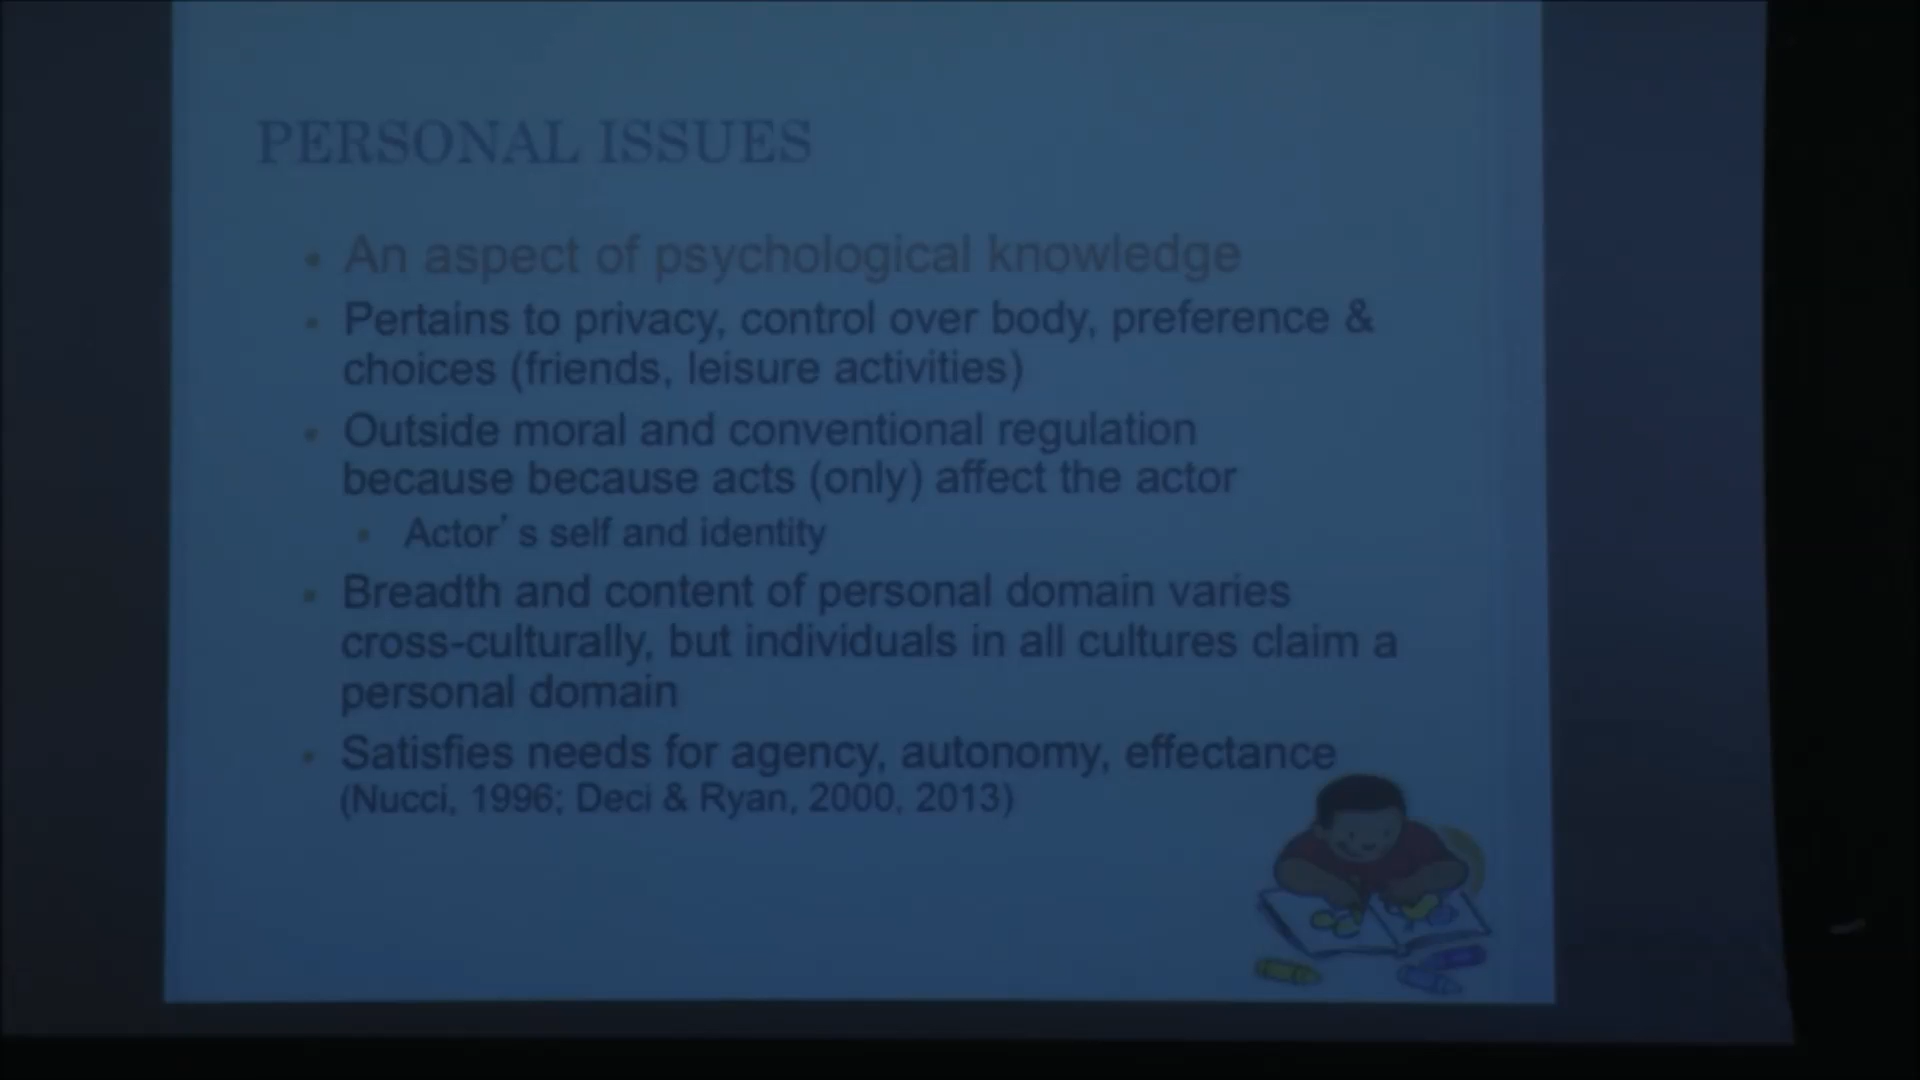 PERSONAL ISSUES
• An aspect of psychological knowledge
• Pertains to privacy, control over body, preference &
choices (friends, leisure activities)
• Outside moral and conventional regulation
because because acts (only) affect the actor
• Actor's self and identity
• Breadth and content of personal domain varies
cross-culturally, but individuals in all cultures claim a
personal domain
• Satisfies needs for agency, autonomy, effectance
(Nucci, 1996; Deci & Ryan, 2000, 2013)